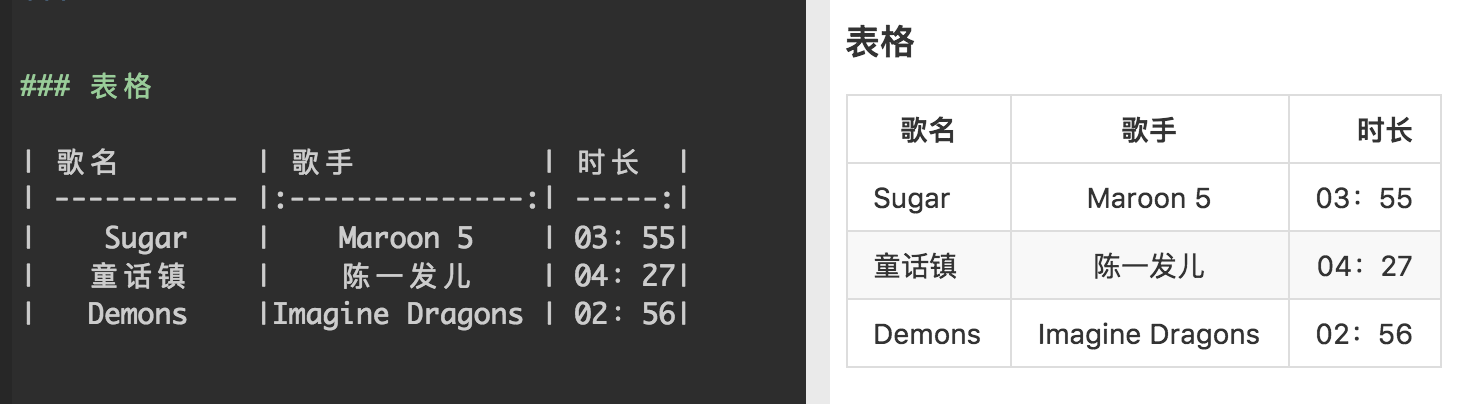 ### 表格
| 歌名         | 歌手            | 时长  |
| ----------- |:--------------:| -----:|
|    Sugar    |    Maroon 5    | 03：55|
|   童话镇    |    陈一发儿     | 04：27|
|   Demons    |Imagine Dragons | 02：56|
表格
歌名 歌手 时长
Sugar Maroon 5 03：55
童话镇 陈一发儿 04：27
Demons Imagine Dragons 02：56